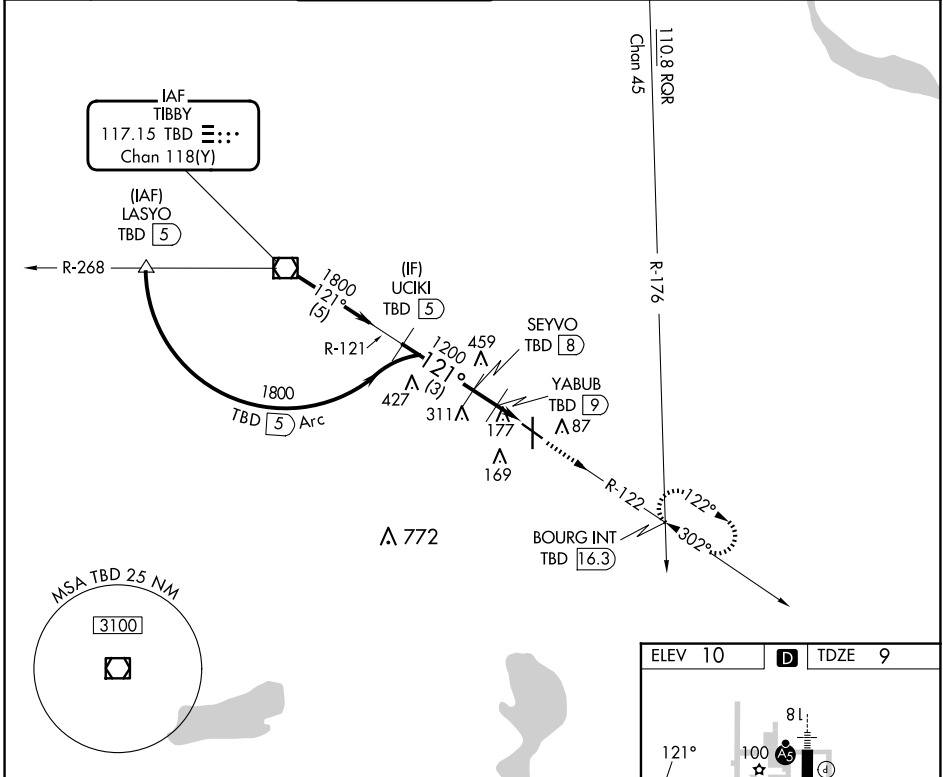 110.8 RQR
Chan 45
IAF
TIBBY
117.15 TBD
Chan 118(Y)
(IAF)
LASYO
TBD 5
R-268
1800
121°
(5)
(IF)
UCIKI
TBD 5
R-176
R-121
1200
121°
(3)
459
SEYVO
TBD 8
1800
TBD 5 Arc
427
311
YABUB
TBD 9
177
87
169
R-122
122°
302°
BOURG INT
TBD 16.3
772
MSA TBD 25 NM
3100
ELEV 10
D
TDZE 9
18
121°
100
A5
P